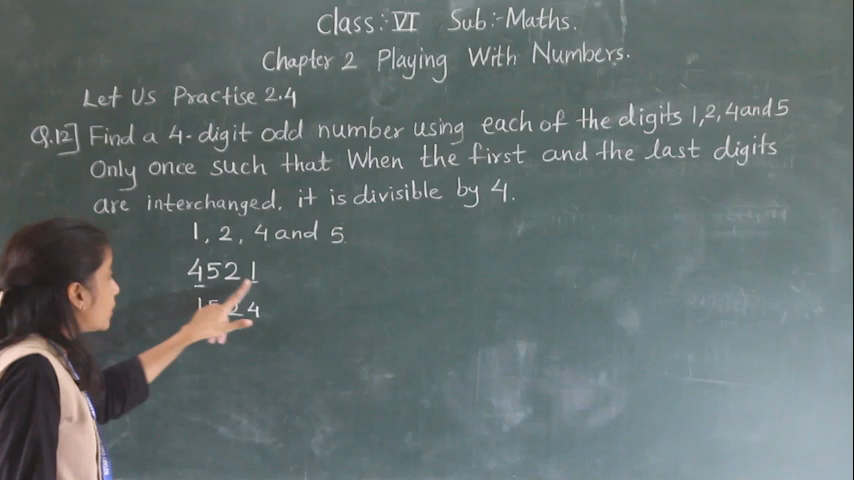 Class:- VI Sub:- Maths.
Chapter 2 Playing With Numbers.
Let Us Practise 2.4
Q.12] Find a 4-digit odd number using each of the digits 1, 2, 4 and 5
Only once such that When the first and the last digits
are interchanged, it is divisible by 4.
1, 2, 4 and 5.
4521
1524